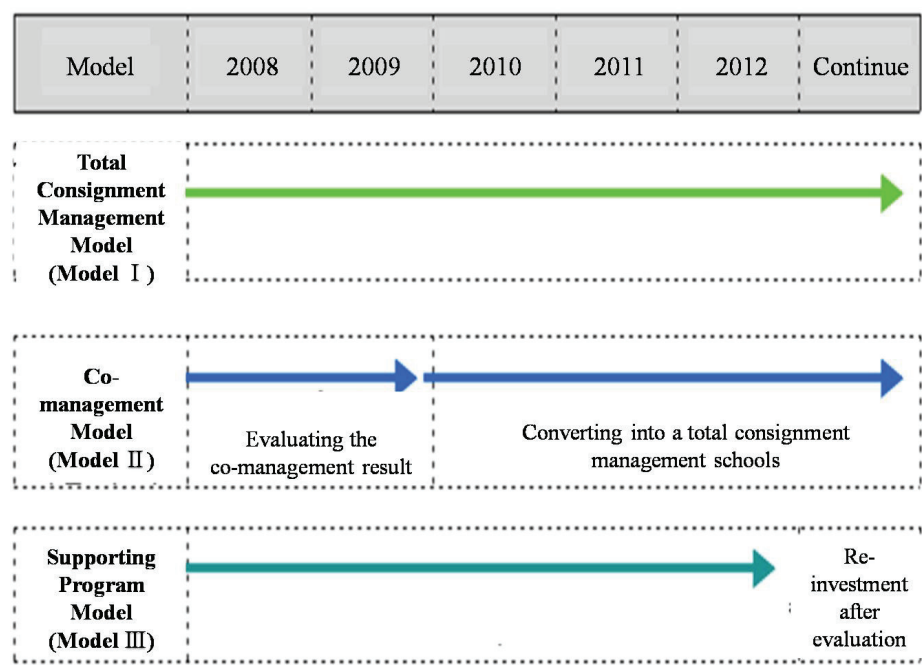 Model 2008 2009 2010 2011 2012 Continue
Total
Consignment
Management
Model
(Model Ⅰ)
Co-
management
Model
(Model Ⅱ)
Evaluating the
co-management result
Converting into a total consignment
management schools
Supporting
Program
Model
(Model Ⅲ)
Re-
investment
after
evaluation